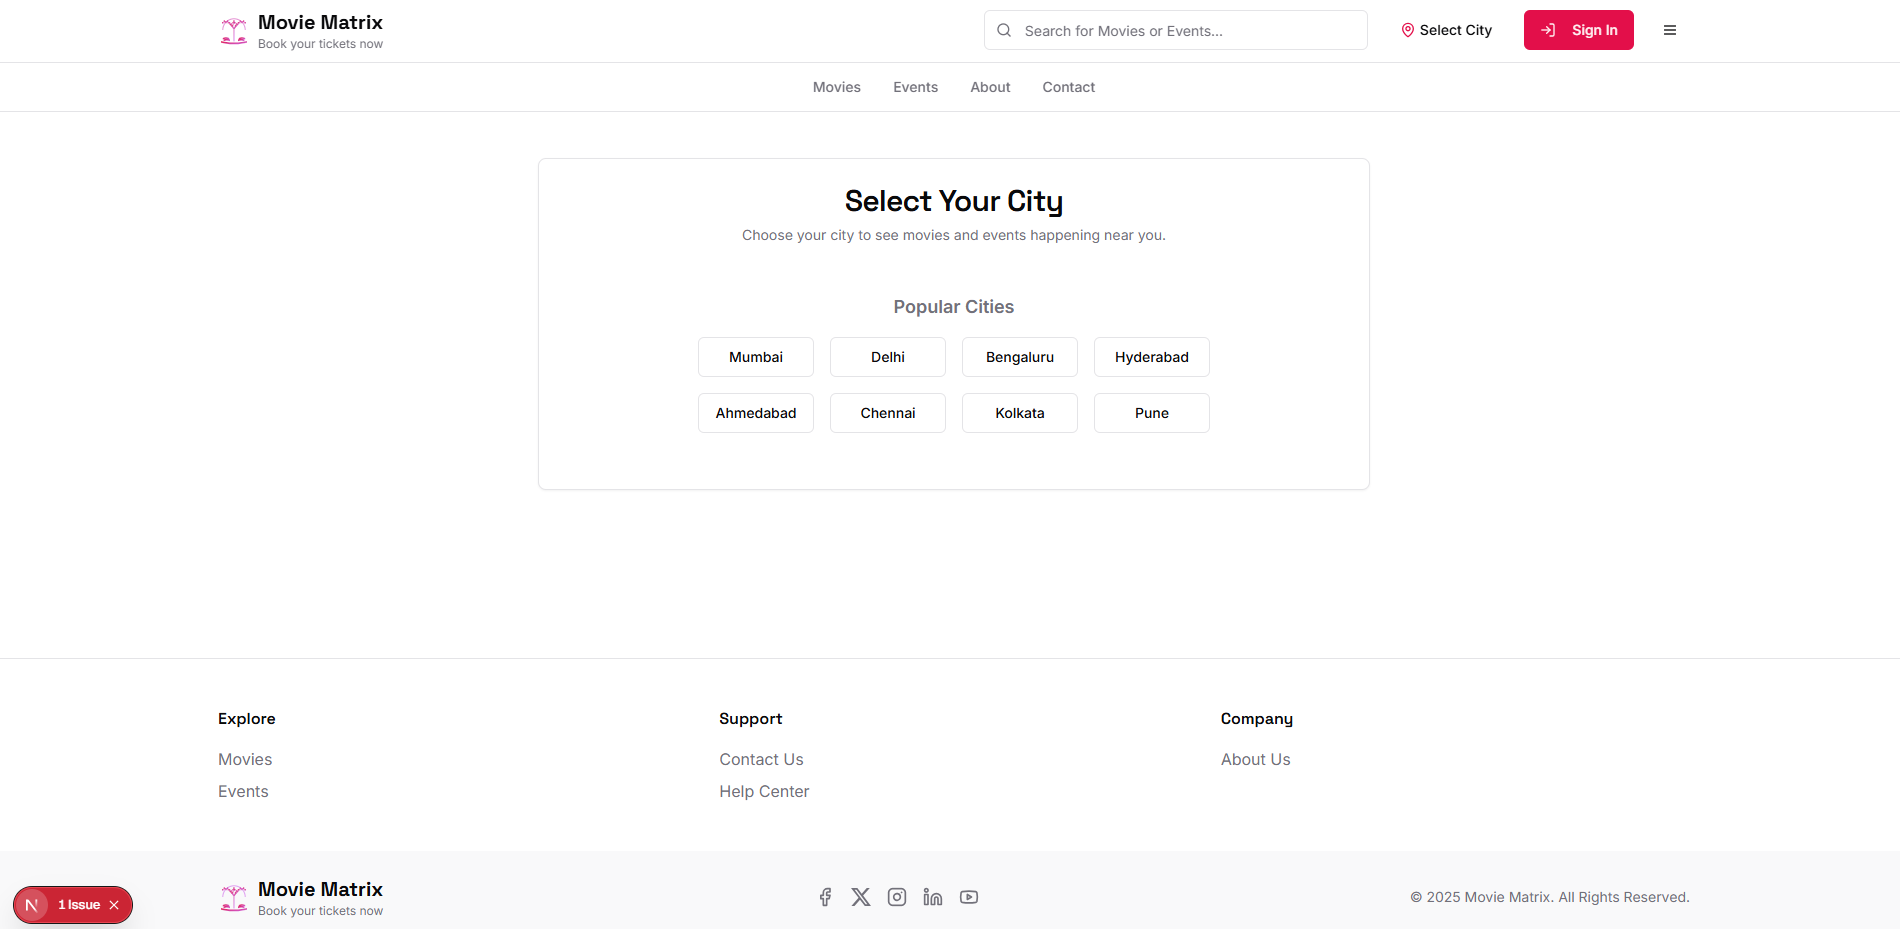 Movie Matrix
Book your tickets now
Search for Movies or Events...
Select City
Sign In
Movies
Events
About
Contact
Select Your City
Choose your city to see movies and events happening near you.
Popular Cities
Mumbai
Delhi
Bengaluru
Hyderabad
Ahmedabad
Chennai
Kolkata
Pune
Explore
Movies
Events
Support
Contact Us
Help Center
Company
About Us
N
1 Issue
Movie Matrix
Book your tickets now
© 2025 Movie Matrix. All Rights Reserved.